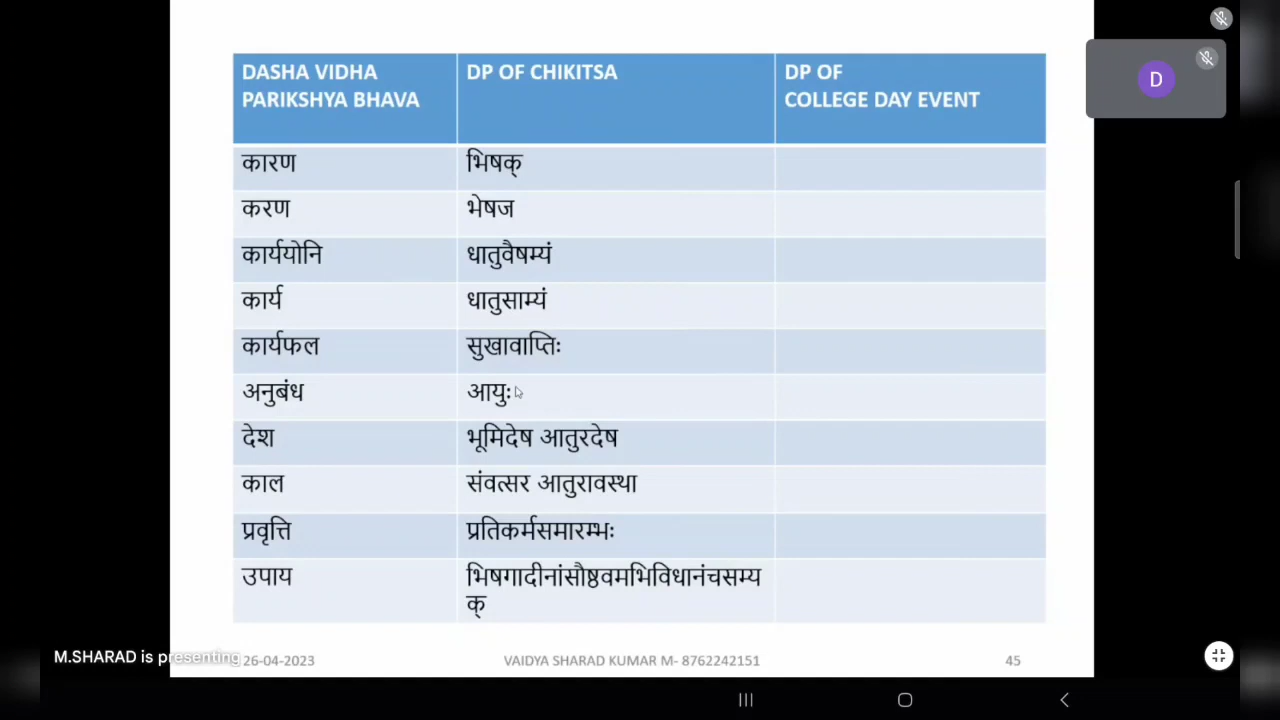 DASHA VIDHA DP OF CHIKITSA DP OF
PARIKSHYA BHAVA COLLEGE DAY EVENT
D
कारण भिषक्
करण भेषज
कार्ययोनि धातुवैषम्यं
कार्य धातुसाम्यं
कार्यफल सुखावाप्तिः
अनुबंध आयुः
देश भूमिदेष आतुरदेष
काल संवत्सर आतुरावस्था
प्रवृत्ति प्रतिकर्मसमारम्भः
उपाय भिषगादीनांसौष्ठवमभिविधानंचसम्य
क्
M.SHARAD is presenting 26-04-2023 VAIDYA SHARAD KUMAR M- 8762242151 45